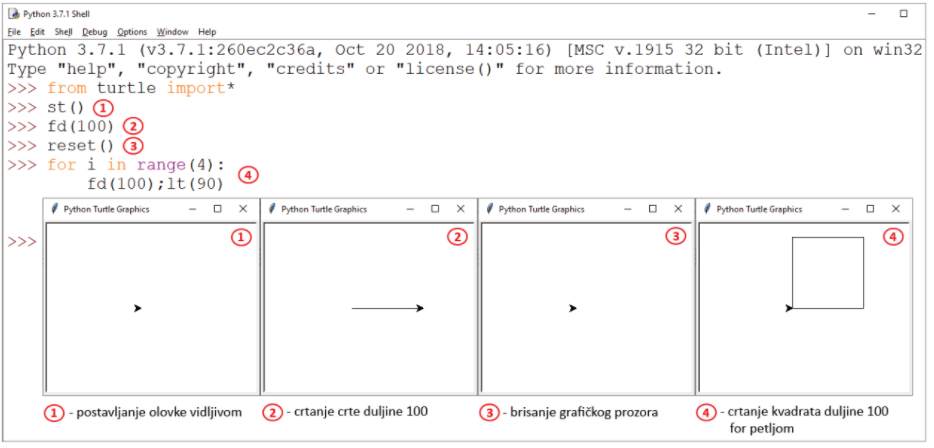 Python 3.7.1 Shell
File Edit Shell Debug Options Window Help
Python 3.7.1 (v3.7.1:260ec2c36a, Oct 20 2018, 14:05:16) [MSC v.1915 32 bit (Intel)] on win32
Type "help", "copyright", "credits" or "license()" for more information.
>>> from turtle import*
>>> st() 1
>>> fd(100) 2
>>> reset() 3
>>> for i in range(4):
fd(100);lt(90) 4
Python Turtle Graphics Python Turtle Graphics Python Turtle Graphics Python Turtle Graphics
>>> 1 2 3 4
1 - postavljanje olovke vidljivom 2 - crtanje crte duljine 100 3 - brisanje grafičkog prozora 4 - crtanje kvadrata duljine 100
for petljom